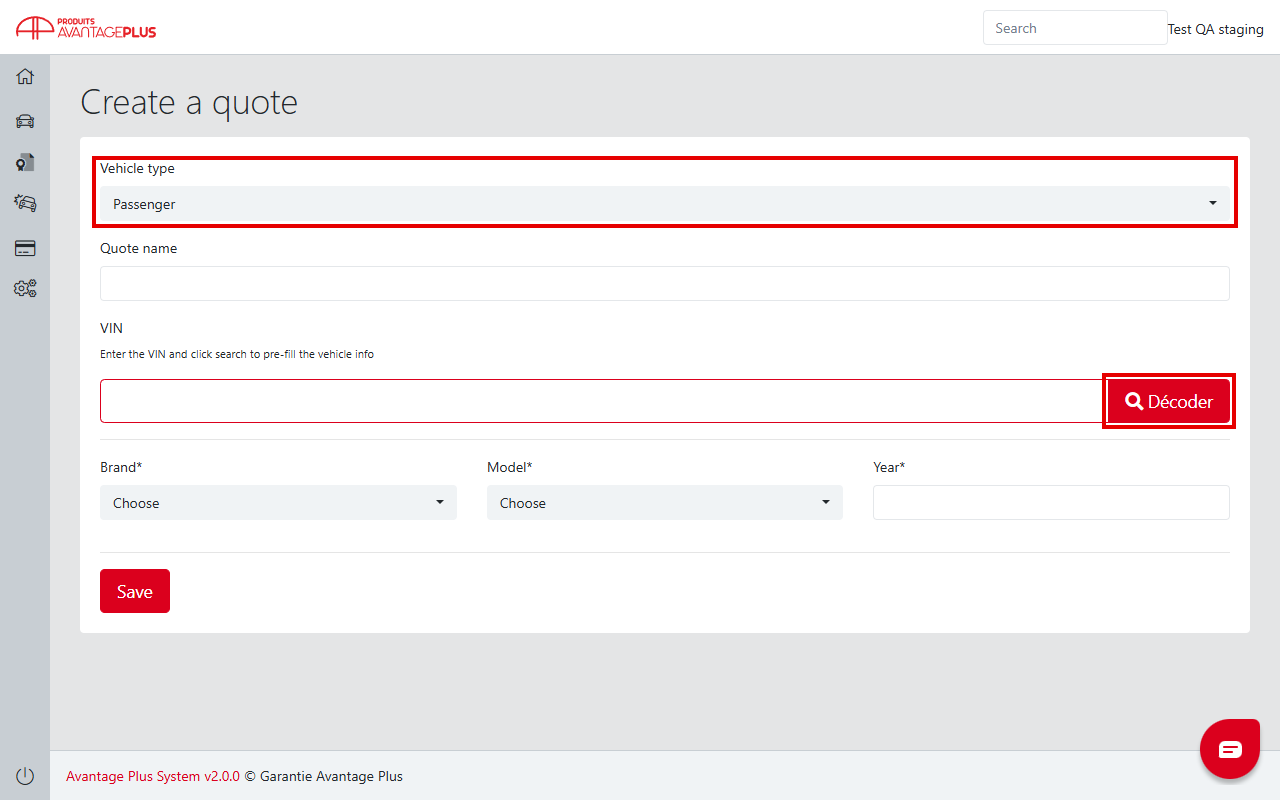 PRODUITS
AVANTAGEPLUS
Search
Test QA staging
Create a quote
Vehicle type
Passenger
Quote name
VIN
Enter the VIN and click search to pre-fill the vehicle info
Décoder
Brand*
Model*
Year*
Choose
Choose
Save
Avantage Plus System v2.0.0 © Garantie Avantage Plus